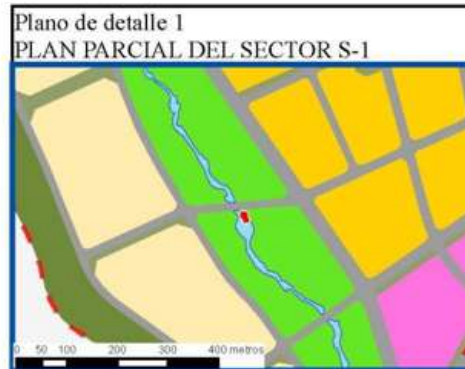 Plano de detalle 1
PLAN PARCIAL DEL SECTOR S-1
0 50 100 200 300 400 metros